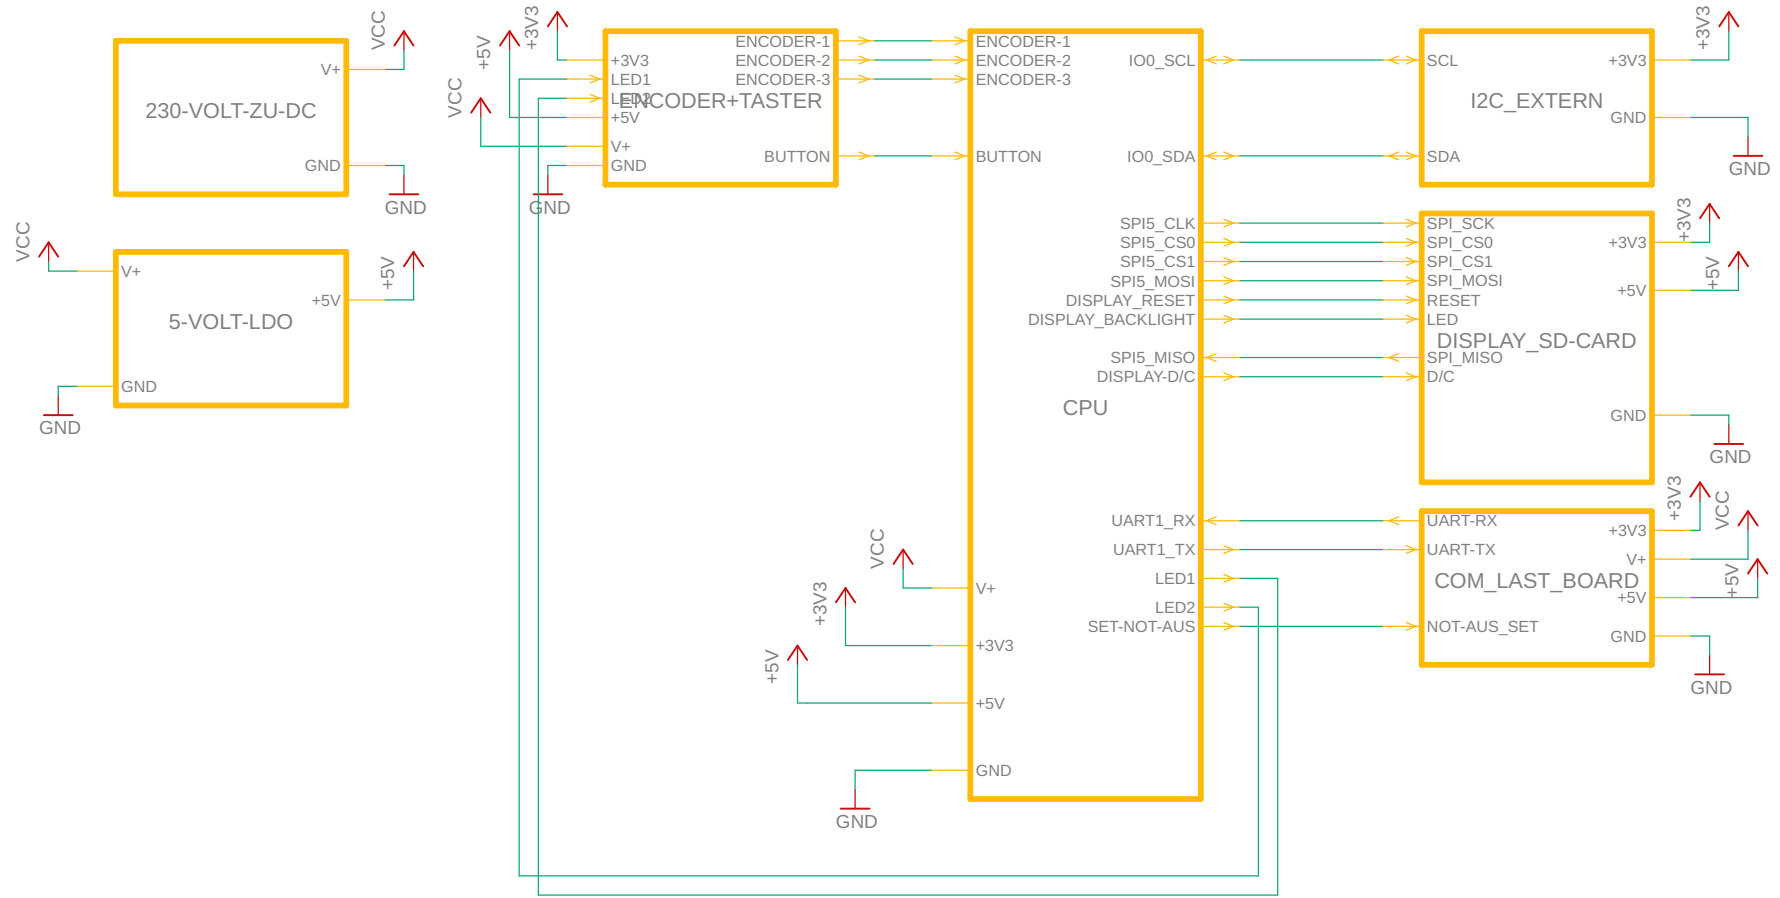 VCC
V+
230-VOLT-ZU-DC
GND
GND
VCC
V+
+5V
+5V
5-VOLT-LDO
GND
GND
+3V3
+5V
VCC
+3V3
LED1
LED2
ENCODER+TASTER
+5V
V+
GND
GND
ENCODER-1
ENCODER-2
ENCODER-3
BUTTON
ENCODER-1
ENCODER-2
ENCODER-3
BUTTON
IO0_SCL
IO0_SDA
SPI5_CLK
SPI5_CS0
SPI5_CS1
SPI5_MOSI
DISPLAY_RESET
DISPLAY_BACKLIGHT
SPI5_MISO
DISPLAY-D/C
CPU
UART1_RX
UART1_TX
LED1
LED2
SET-NOT-AUS
VCC
V+
+3V3
+3V3
+5V
+5V
GND
GND
SCL
I2C_EXTERN
SDA
+3V3
+3V3
GND
GND
SPI_SCK
SPI_CS0
SPI_CS1
SPI_MOSI
RESET
LED
DISPLAY_SD-CARD
SPI_MISO
D/C
+3V3
+3V3
+5V
+5V
GND
GND
UART-RX
UART-TX
COM_LAST_BOARD
NOT-AUS_SET
+3V3
+3V3
VCC
V+
+5V
+5V
GND
GND